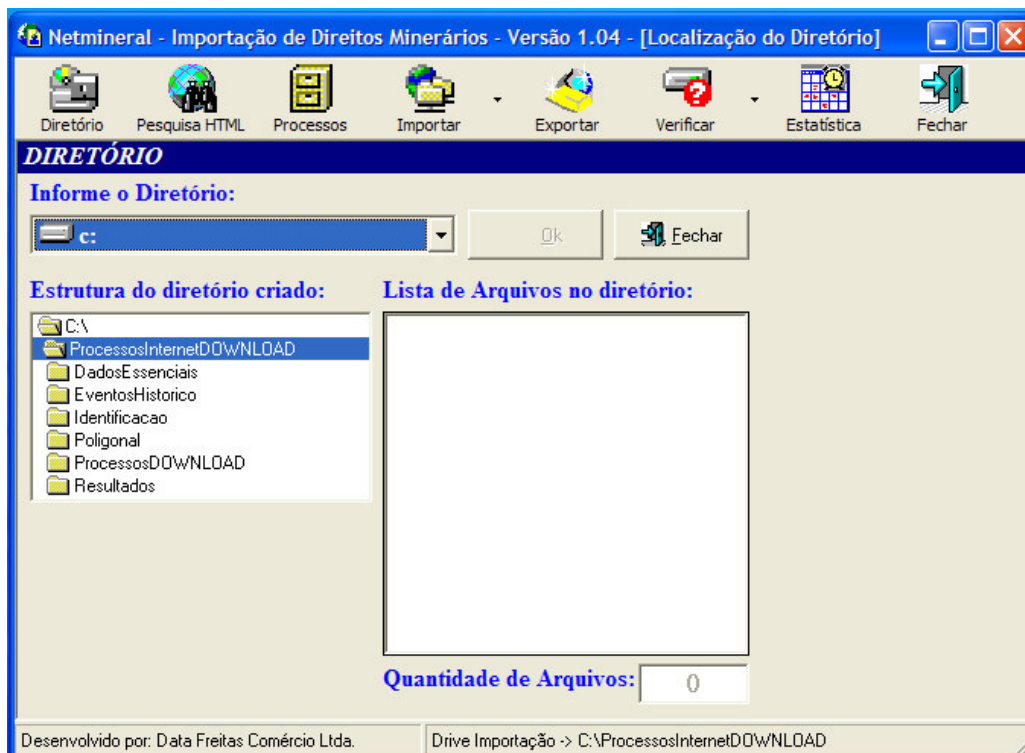 Netmineral - Importação de Direitos Minerários - Versão 1.04 - [Localização do Diretório]
Diretório Pesquisa HTML Processos Importar Exportar Verificar Estatística Fechar
DIRETÓRIO
Informe o Diretório:
c: Ok Fechar
Estrutura do diretório criado: Lista de Arquivos no diretório:
C:\
ProcessosInternetDOWNLOAD
DadosEssenciais
EventosHistorico
Identificacao
Poligonal
ProcessosDOWNLOAD
Resultados
Quantidade de Arquivos: 0
Desenvolvido por: Data Freitas Comércio Ltda. Drive Importação -> C:\ProcessosInternetDOWNLOAD